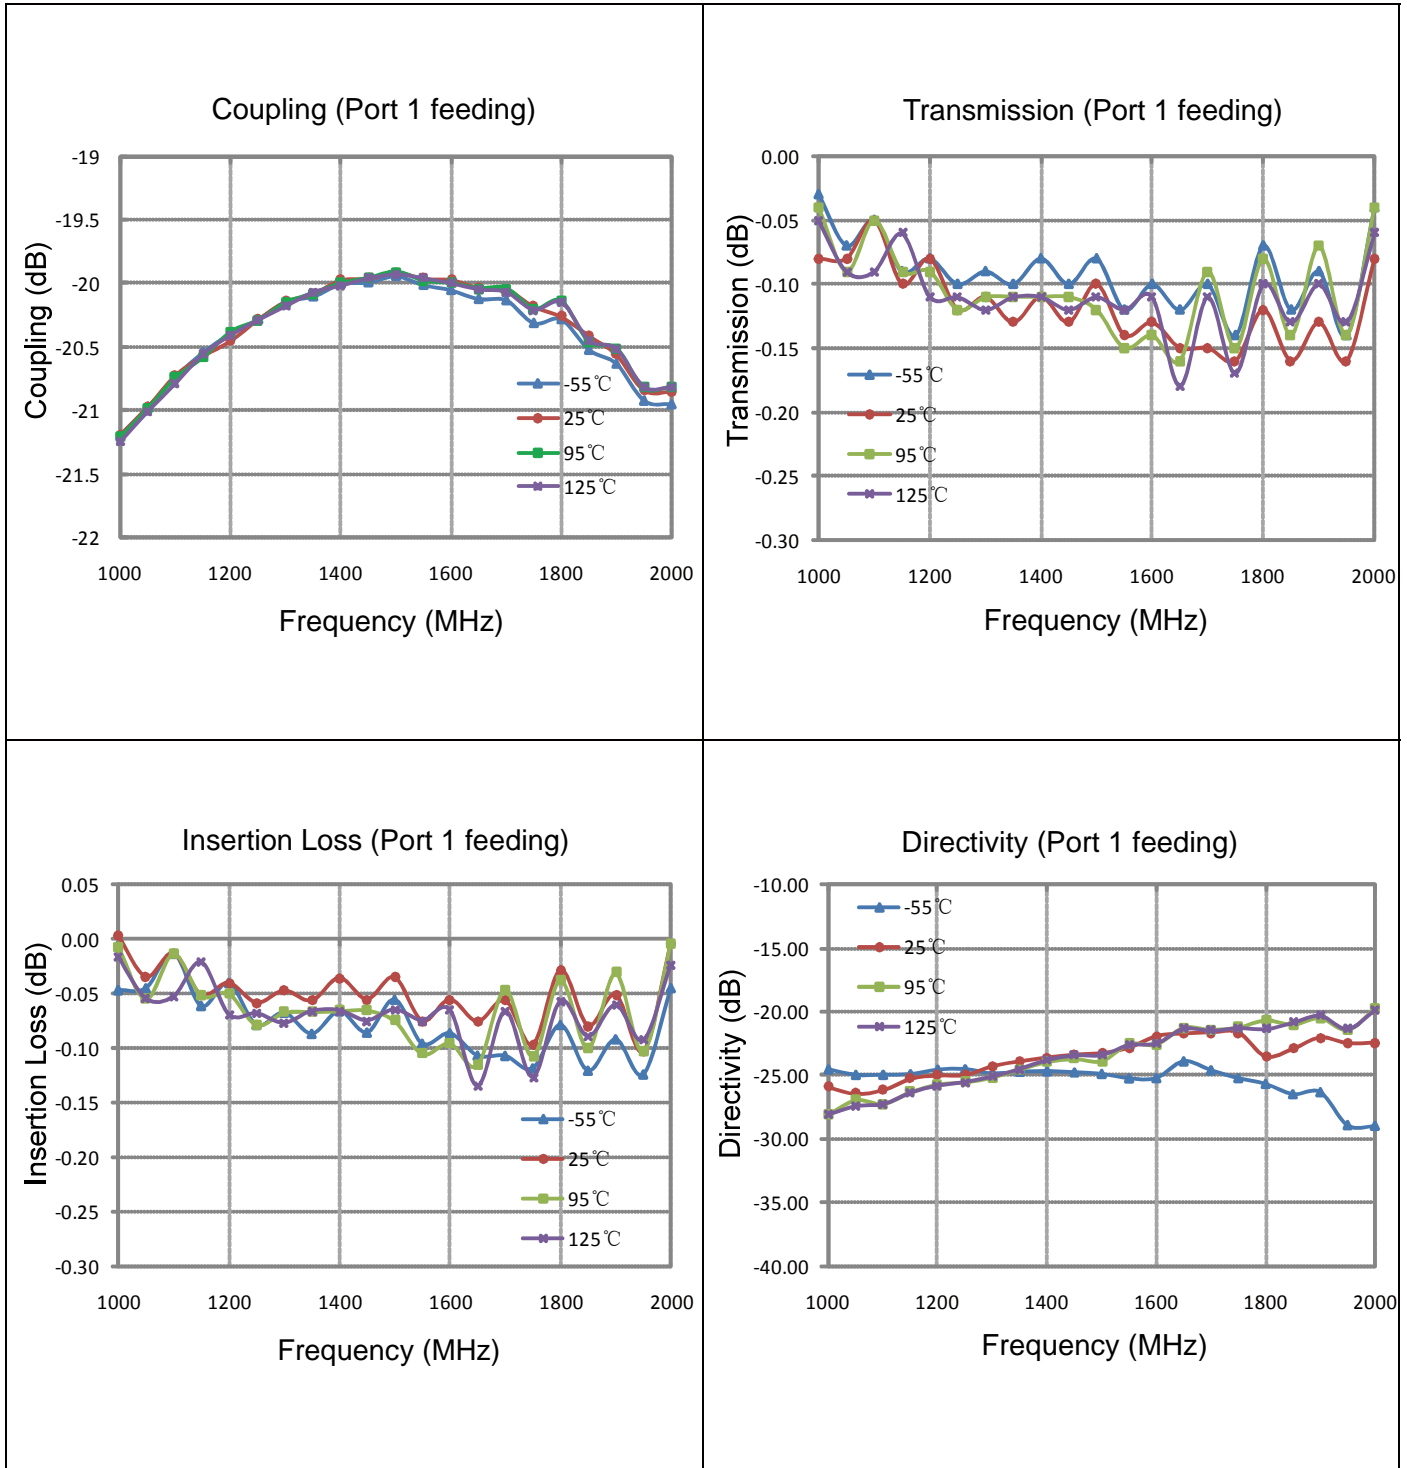 Coupling (Port 1 feeding)
Coupling (dB)
-19
-19.5
-20
-20.5
-21
-21.5
-22
-55℃
25℃
95℃
125℃
1000 1200 1400 1600 1800 2000
Frequency (MHz)
Transmission (Port 1 feeding)
Transmission (dB)
0.00
-0.05
-0.10
-0.15
-0.20
-0.25
-0.30
-55℃
25℃
95℃
125℃
1000 1200 1400 1600 1800 2000
Frequency (MHz)
Insertion Loss (Port 1 feeding)
Insertion Loss (dB)
0.05
0.00
-0.05
-0.10
-0.15
-0.20
-0.25
-0.30
-55℃
25℃
95℃
125℃
1000 1200 1400 1600 1800 2000
Frequency (MHz)
Directivity (Port 1 feeding)
Directivity (dB)
-10.00
-15.00
-20.00
-25.00
-30.00
-35.00
-40.00
-55℃
25℃
95℃
125℃
1000 1200 1400 1600 1800 2000
Frequency (MHz)